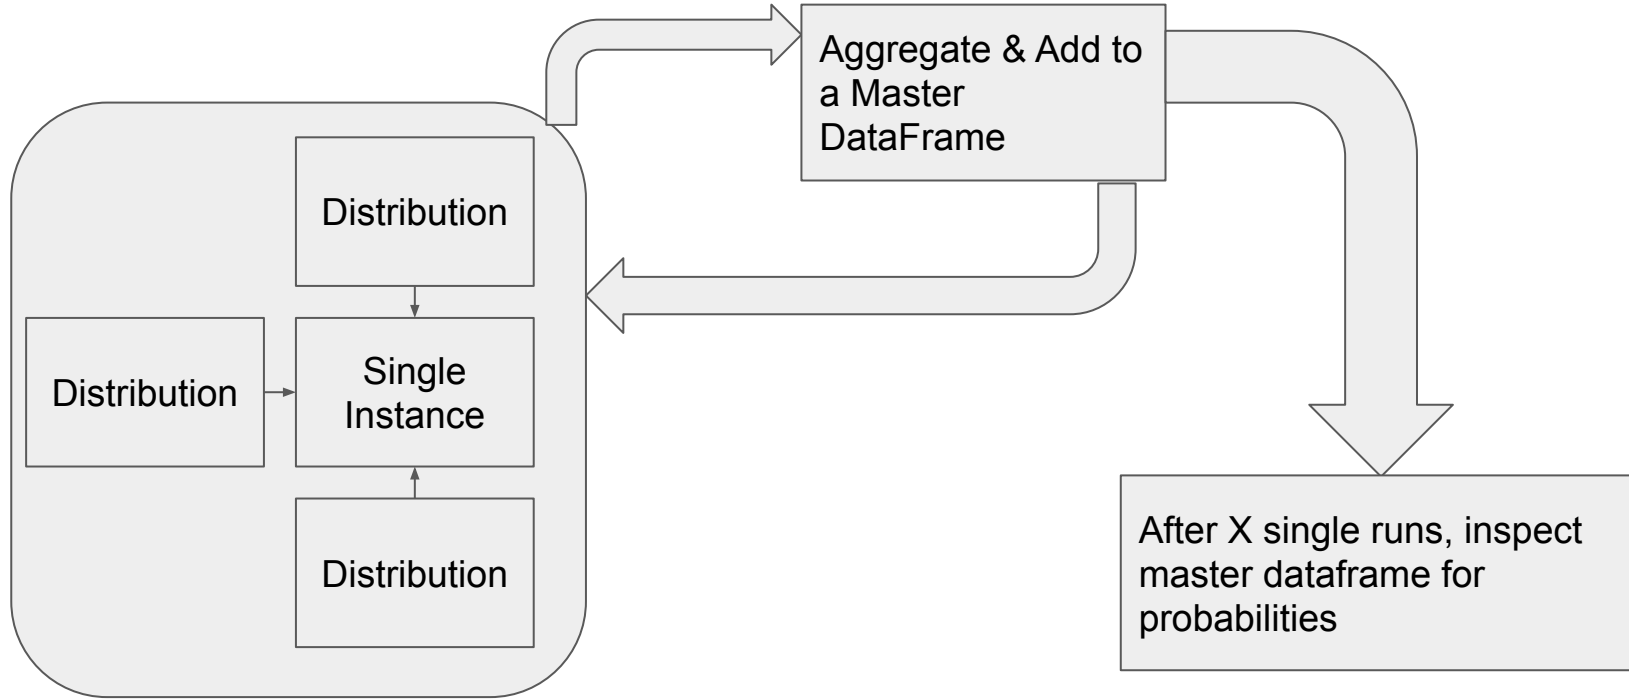 Aggregate & Add to
a Master
DataFrame
Distribution
Distribution
Single
Instance
Distribution
After X single runs, inspect
master dataframe for
probabilities